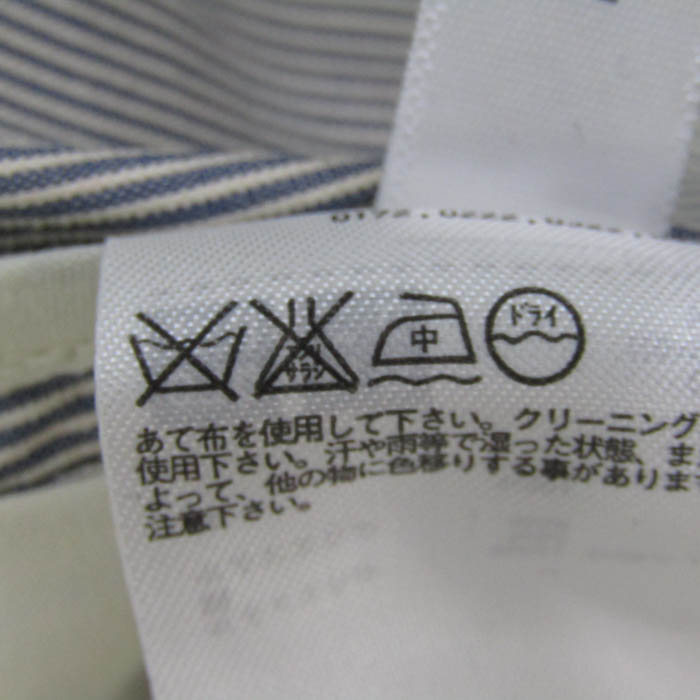 中
ドライ
あて布を使用して下さい。クリーニング
使用下さい。汗や雨等で湿った状態、ま
よって、他の物に色移りする事があります
注意下さい。